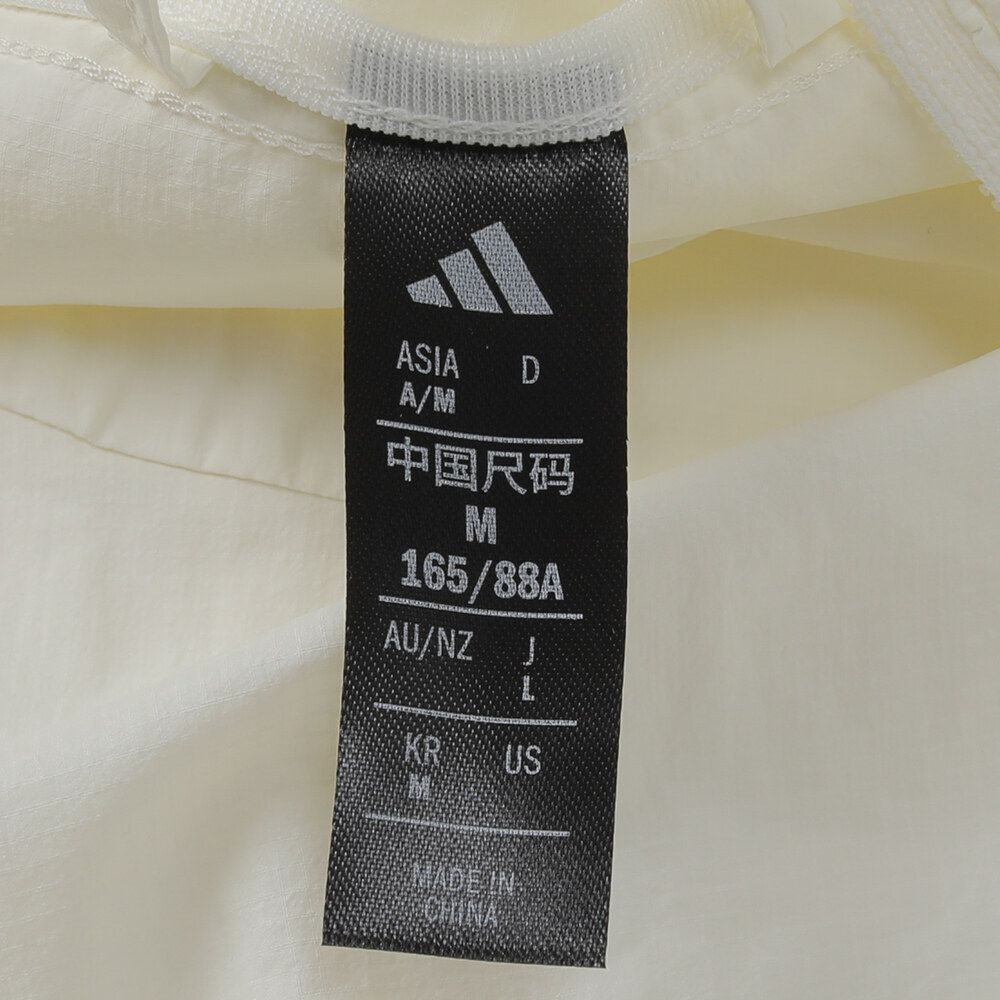 ASIA D
A/M
中国尺码
M
165/88A
AU/NZ J
L
KR US
M
MADE IN
CHINA